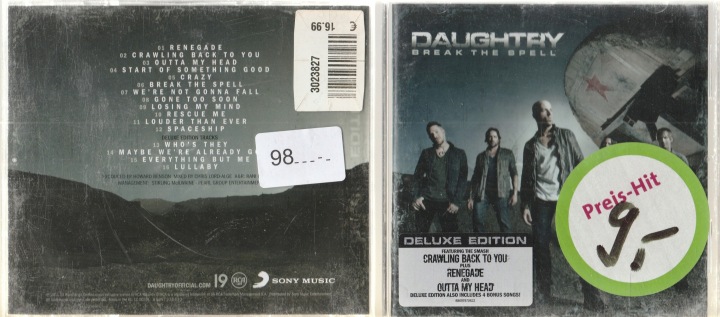 01 RENEGADE
02 CRAWLING BACK TO YOU
03 OUTTA MY HEAD
04 START OF SOMETHING GOOD
05 CRAZY
06 BREAK THE SPELL
07 WE'RE NOT GONNA FALL
08 GONE TOO SOON
09 LOSING MY MIND
10 RESCUE ME
11 LOUDER THAN EVER
12 SPACESHIP
DELUXE EDITION TRACKS
13 WHO'S THEY
14 MAYBE WE'RE ALREADY
15 EVERYTHING BUT ME
16 LULLABY
€ 16.99
3023827
98---.--
PRODUCED BY HOWARD BENSON
MANAGEMENT:
DAUGHTRYOFFICIAL.COM 19 RCA SONY MUSIC
DAUGHTRY
BREAK THE SPELL
Preis-Hit
9,-
DELUXE EDITION
FEATURING THE SMASH
CRAWLING BACK TO YOU
PLUS
RENEGADE
AND
OUTTA MY HEAD
DELUXE EDITION ALSO INCLUDES 4 BONUS SONGS!